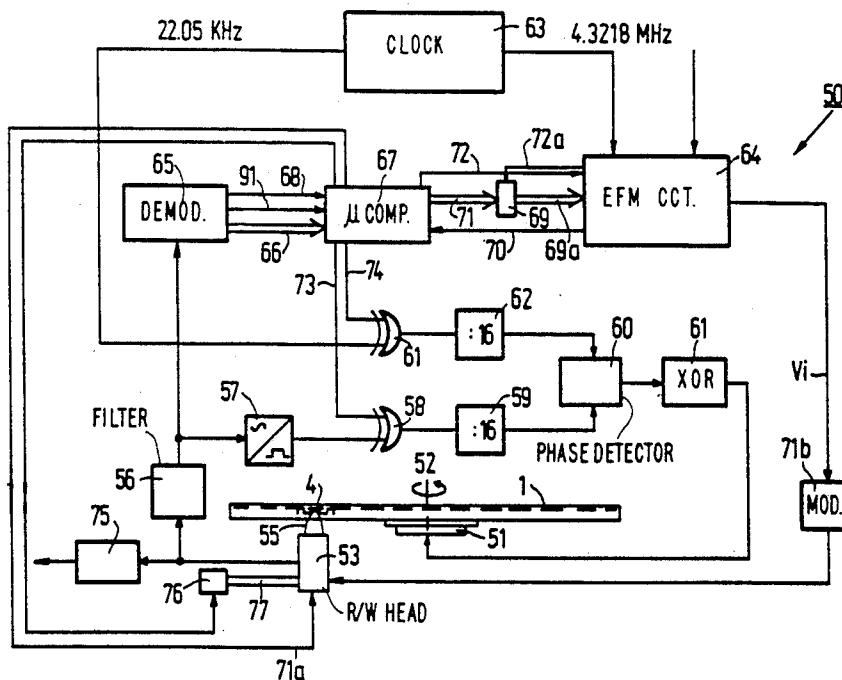 22.05 KHz
CLOCK
63
4.3218 MHz
50
65
DEMOD.
91
68
66
67
μ COMP.
72
72a
71
69
70
69a
64
EFM CCT.
73
74
61
62
:16
60
61
XOR
PHASE DETECTOR
57
58
59
:16
Vi
71b
MOD.
FILTER
56
52
4
1
55
51
75
53
76
77
R/W HEAD
71a